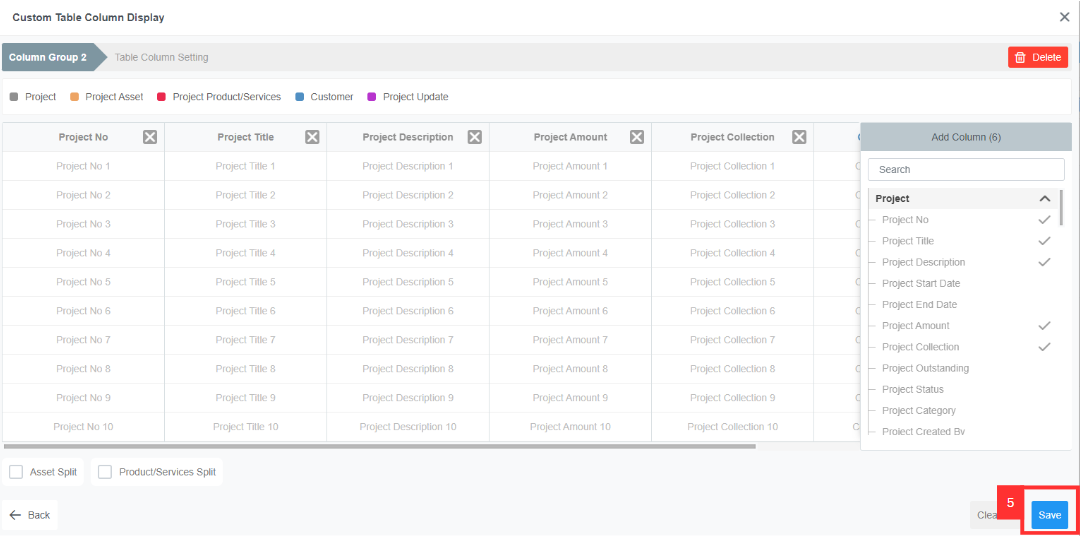 Custom Table Column Display
Column Group 2 Table Column Setting Delete
Project Project Asset Project Product/Services Customer Project Update
Project No Project Title Project Description Project Amount Project Collection Add Column (6)
Project No 1 Project Title 1 Project Description 1 Project Amount 1 Project Collection 1
Project No 2 Project Title 2 Project Description 2 Project Amount 2 Project Collection 2
Project No 3 Project Title 3 Project Description 3 Project Amount 3 Project Collection 3
Project No 4 Project Title 4 Project Description 4 Project Amount 4 Project Collection 4
Project No 5 Project Title 5 Project Description 5 Project Amount 5 Project Collection 5
Project No 6 Project Title 6 Project Description 6 Project Amount 6 Project Collection 6
Project No 7 Project Title 7 Project Description 7 Project Amount 7 Project Collection 7
Project No 8 Project Title 8 Project Description 8 Project Amount 8 Project Collection 8
Project No 9 Project Title 9 Project Description 9 Project Amount 9 Project Collection 9
Project No 10 Project Title 10 Project Description 10 Project Amount 10 Project Collection 10
Search
Project
Project No
Project Title
Project Description
Project Start Date
Project End Date
Project Amount
Project Collection
Project Outstanding
Project Status
Project Category
Project Created By
Asset Split Product/Services Split
Back 5 Save